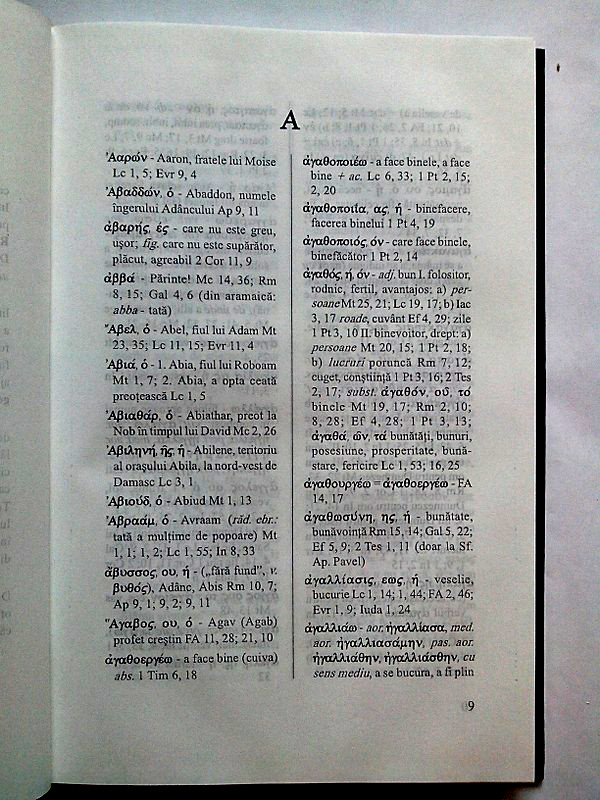 A
Ἀαρών - Aaron, fratele lui Moise
Lc 1, 5; Evr 9, 4
Ἀβαδδών, ὁ - Abaddon, numele
îngerului Adâncului Ap 9, 11
ἀβαρής, ές - care nu este greu,
uşor; fig. care nu este supărător,
plăcut, agreabil 2 Cor 11, 9
ἀββά - Părinte! Mc 14, 36; Rm
8, 15; Gal 4, 6 (din aramaică:
abba - tată)
Ἄβελ, ὁ - Abel, fiul lui Adam Mt
23, 35; Lc 11, 15; Evr 11, 4
Ἀβιά, ὁ - 1. Abia, fiul lui Roboam
Mt 1, 7; 2. Abia, a opta ceată
preoţească Lc 1, 5
Ἀβιαθάρ, ὁ - Abiathar, preot la
Nob în timpul lui David Mc 2, 26
Ἀβιληνή, ῆς, ἡ - Abilene, teritoriu
al oraşului Abila, la nord-vest de
Damasc Lc 3, 1
Ἀβιούδ, ὁ - Abiud Mt 1, 13
Ἀβραάμ, ὁ - Avraam (răd. ebr.:
tată a mulţime de popoare) Mt
1, 1; 1, 2; Lc 1, 55; In 8, 33
ἄβυσσος, ου, ἡ - („fără fund”, v.
βυθός), Adânc, Abis Rm 10, 7;
Ap 9, 1; 9, 2; 9, 11
Ἄγαβος, ου, ὁ - Agav (Agab)
profet creştin FA 11, 28; 21, 10
ἀγαθοεργέω - a face bine (cuiva)
abs. 1 Tim 6, 18
ἀγαθοποιέω - a face binele, a face
bine + ac. Lc 6, 33; 1 Pt 2, 15;
2, 20
ἀγαθοποιΐα, ας, ἡ - binefacere,
facerea binelui 1 Pt 4, 19
ἀγαθοποιός, όν - care face binele,
binefăcător 1 Pt 2, 14
ἀγαθός, ή, όν - adj. bun I. folositor,
rodnic, fertil, avantajos: a) per-
soane Mt 25, 21; Lc 19, 17; b) Iac
3, 17 roade, cuvânt Ef 4, 29; zile
1 Pt 3, 10 II. binevoitor, drept: a)
persoane Mt 20, 15; 1 Pt 2, 18;
b) lucruri poruncă Rm 7, 12;
cuget, conştiinţă 1 Pt 3, 16; 2 Tes
2, 17; subst. ἀγαθόν, οῦ, τό
binele Mt 19, 17; Rm 2, 10;
8, 28; Ef 4, 28; 1 Pt 3, 13;
ἀγαθά, ῶν, τά bunătăţi, bunuri,
posesiune, prosperitate, bună-
stare, fericire Lc 1, 53; 16, 25
ἀγαθουργέω = ἀγαθοεργέω - FA
14, 17
ἀγαθωσύνη, ης, ἡ - bunătate,
bunăvoinţă Rm 15, 14; Gal 5, 22;
Ef 5, 9; 2 Tes 1, 11 (doar la Sf.
Ap. Pavel)
ἀγαλλίασις, εως, ἡ - veselie,
bucurie Lc 1, 14; 1, 44; FA 2, 46;
Evr 1, 9; Iuda 1, 24
ἀγαλλιάω - aor. ἠγαλλίασα, med.
aor. ἠγαλλιασάμην, pas. aor.
ἠγαλλιάθην, ἠγαλλιάσθην, cu
sens mediu, a se bucura, a fi plin
9